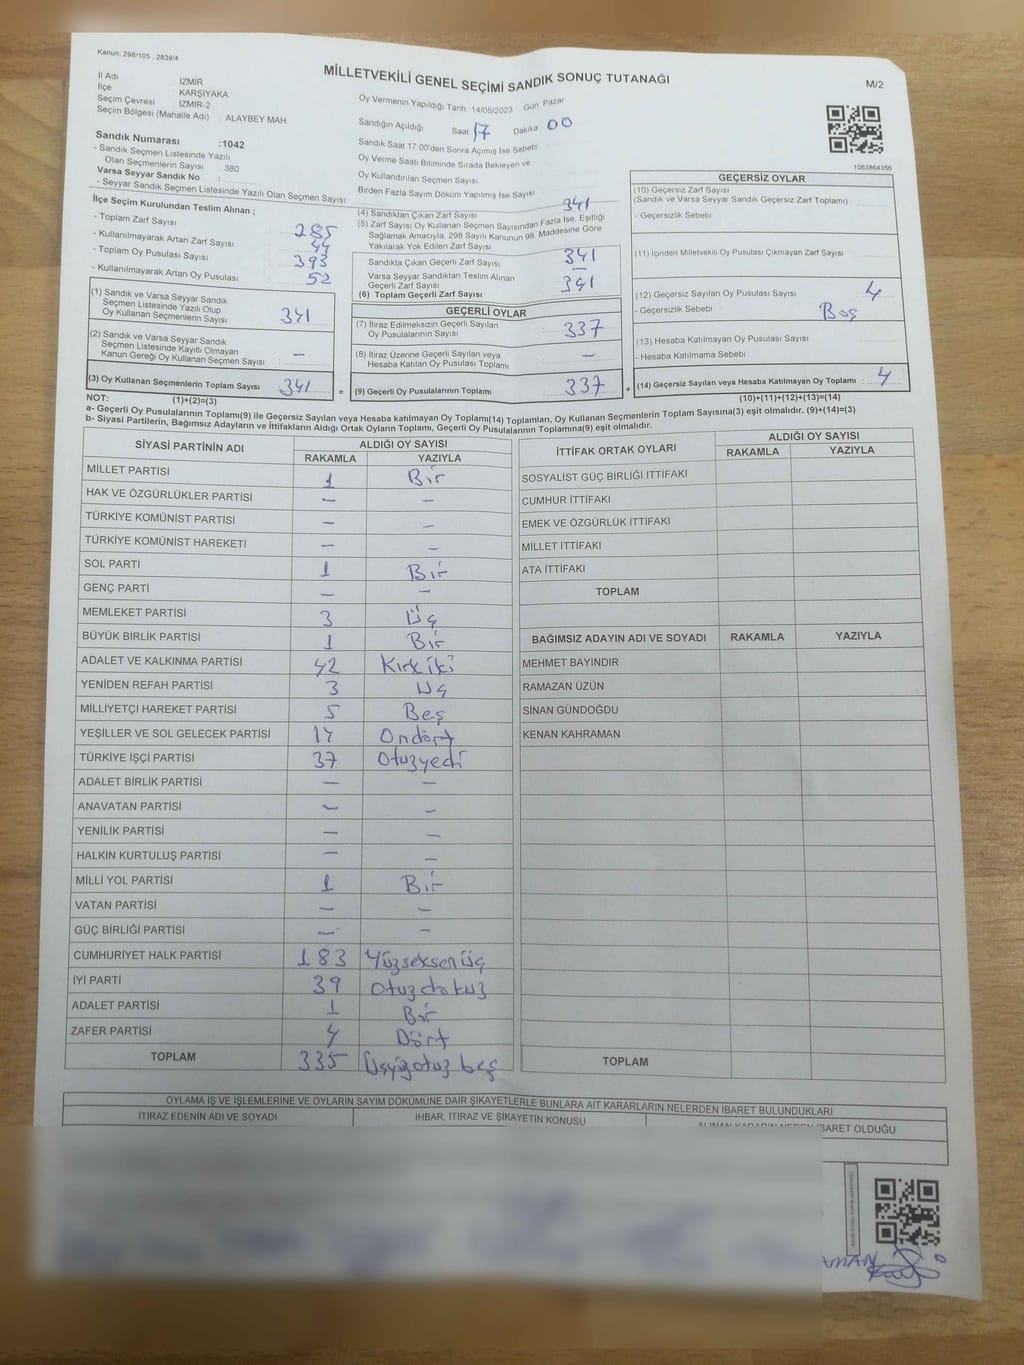 Kanun: 298/105 , 2839/4
MİLLETVEKİLİ GENEL SEÇİMİ SANDIK SONUÇ TUTANAĞI
M/2
İl Adı : İZMİR
İlçe : KARŞIYAKA
Seçim Çevresi : İZMİR-2
Seçim Bölgesi (Mahalle Adı) : ALAYBEY MAH.
Oy Vermenin Yapıldığı Tarih 14/05/2023 Gün Pazar
Sandığın Açıldığı Saat 17 Dakika 00
Sandık Saat 17:00'den Sonra Açmış İse Sebebi
Oy Verme Saati Bitiminde Sırada Bekleyen ve
Oy Kullandırılan Seçmen Sayısı
Birden Fazla Sayım Döküm Yapılmış İse Sayısı
1083864356
Sandık Numarası :1042
- Sandık Seçmen Listesinde Yazılı
Olan Seçmenlerin Sayısı 380
Varsa Seyyar Sandık No :
- Seyyar Sandık Seçmen Listesinde Yazılı Olan Seçmen Sayısı
İlçe Seçim Kurulundan Teslim Alınan ;
- Toplam Zarf Sayısı 285
- Kullanılmayarak Artan Zarf Sayısı 44
- Toplam Oy Pusulası Sayısı 393
- Kullanılmayarak Artan Oy Pusulası 52
(4) Sandıktan Çıkan Zarf Sayısı 341
(5) Zarf Sayısı Oy Kullanan Seçmen Sayısından Fazla İse, Eşitliği
Sağlamak Amacıyla, 298 Sayılı Kanunun 98. Maddesine Göre
Yakılarak Yok Edilen Zarf Sayısı
Sandıkta Çıkan Geçerli Zarf Sayısı 341
Varsa Seyyar Sandıktan Teslim Alınan
Geçerli Zarf Sayısı —
(6) Toplam Geçerli Zarf Sayısı 341
GEÇERSİZ OYLAR
(10) Geçersiz Zarf Sayısı
(Sandık ve Varsa Seyyar Sandık Geçersiz Zarf Toplamı)
- Geçersizlik Sebebi
(11) İçinden Milletvekili Oy Pusulası Çıkmayan Zarf Sayısı
(12) Geçersiz Sayılan Oy Pusulası Sayısı 4
- Geçersizlik Sebebi Boş
(13) Hesaba Katılmayan Oy Pusulası Sayısı
- Hesaba Katılmama Sebebi
(1) Sandık ve Varsa Seyyar Sandık
Seçmen Listesinde Yazılı Olup
Oy Kullanan Seçmenlerin Sayısı 341
(2) Sandık ve Varsa Seyyar Sandık
Seçmen Listesinde Kayıtlı Olmayan
Kanun Gereği Oy Kullanan Seçmen Sayısı : —
(3) Oy Kullanan Seçmenlerin Toplam Sayısı 341
GEÇERLİ OYLAR
(7) İtiraz Edilmeksizin Geçerli Sayılan
Oy Pusulalarının Sayısı 337
(8) İtiraz Üzerine Geçerli Sayılan veya
Hesaba Katılan Oy Pusulası Toplamı —
= (9) Geçerli Oy Pusulalarının Toplamı 337
+ (14) Geçersiz Sayılan veya Hesaba Katılmayan Oy Toplamı : 4
NOT: (1)+(2)=(3)
(10)+(11)+(12)+(13)=(14)
a- Geçerli Oy Pusulalarının Toplamı(9) ile Geçersiz Sayılan veya Hesaba katılmayan Oy Toplamı(14) Toplamları, Oy Kullanan Seçmenlerin Toplam Sayısına(3) eşit olmalıdır. (9)+(14)=(3)
b- Siyasi Partilerin, Bağımsız Adayların ve İttifakların Aldığı Ortak Oyların Toplamı, Geçerli Oy Pusulalarının Toplamına(9) eşit olmalıdır.
SİYASİ PARTİNİN ADI ALDIĞI OY SAYISI
RAKAMLA YAZIYLA
MİLLET PARTİSİ 1 Bir
HAK VE ÖZGÜRLÜKLER PARTİSİ — —
TÜRKİYE KOMÜNİST PARTİSİ — —
TÜRKİYE KOMÜNİST HAREKETİ — —
SOL PARTİ 1 Bir
GENÇ PARTİ — —
MEMLEKET PARTİSİ 3 Üç
BÜYÜK BİRLİK PARTİSİ 1 Bir
ADALET VE KALKINMA PARTİSİ 42 Kırkiki
YENİDEN REFAH PARTİSİ 3 Üç
MİLLİYETÇİ HAREKET PARTİSİ 5 Beş
YEŞİLLER VE SOL GELECEK PARTİSİ 14 Ondört
TÜRKİYE İŞÇİ PARTİSİ 37 Otuzyedi
ADALET BİRLİK PARTİSİ — —
ANAVATAN PARTİSİ — —
YENİLİK PARTİSİ — —
HALKIN KURTULUŞ PARTİSİ — —
MİLLİ YOL PARTİSİ 1 Bir
VATAN PARTİSİ — —
GÜÇ BİRLİĞİ PARTİSİ — —
CUMHURİYET HALK PARTİSİ 183 Yüzseksenüç
İYİ PARTİ 39 Otuzdokuz
ADALET PARTİSİ 1 Bir
ZAFER PARTİSİ 4 Dört
TOPLAM 335 Üçyüzotuz beş
İTTİFAK ORTAK OYLARI ALDIĞI OY SAYISI
RAKAMLA YAZIYLA
SOSYALİST GÜÇ BİRLİĞİ İTTİFAKI
CUMHUR İTTİFAKI
EMEK VE ÖZGÜRLÜK İTTİFAKI
MİLLET İTTİFAKI
ATA İTTİFAKI
TOPLAM
BAĞIMSIZ ADAYIN ADI VE SOYADI RAKAMLA YAZIYLA
MEHMET BAYINDIR
RAMAZAN ÜZÜN
SİNAN GÜNDOĞDU
KENAN KAHRAMAN
TOPLAM
OYLAMA İŞ VE İŞLEMLERİNE VE OYLARIN SAYIM DÖKÜMÜNE DAİR ŞİKAYETLERLE BUNLARA AİT KARARLARIN NELERDEN İBARET BULUNDUKLARI
İTİRAZ EDENİN ADI VE SOYADI İHBAR, İTİRAZ VE ŞİKAYETİN KONUSU ALINAN KARARIN NEDEN İBARET OLDUĞU
AMAN